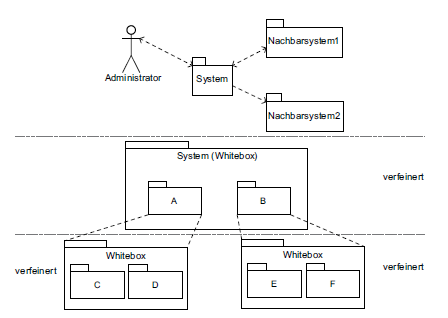 Nachbarsystem1
System
Administrator
Nachbarsystem2
System (Whitebox)
verfeinert
A
B
Whitebox
Whitebox
verfeinert
verfeinert
C
D
E
F